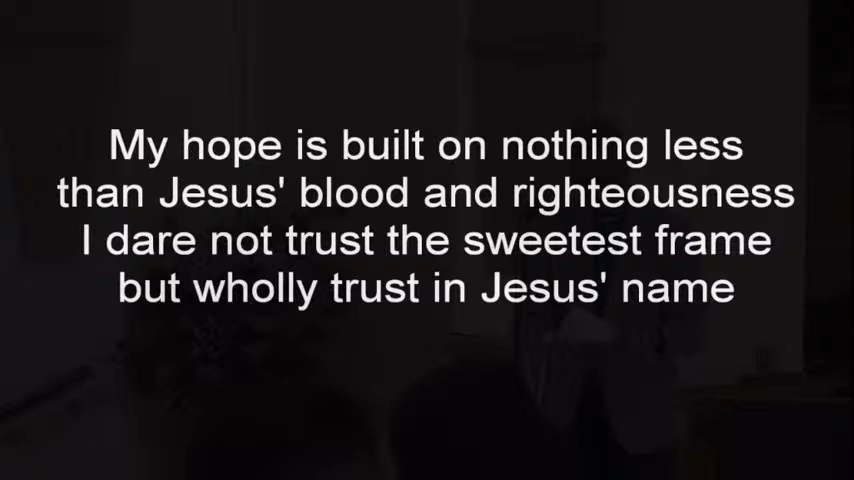 My hope is built on nothing less
than Jesus' blood and righteousness
I dare not trust the sweetest frame
but wholly trust in Jesus' name